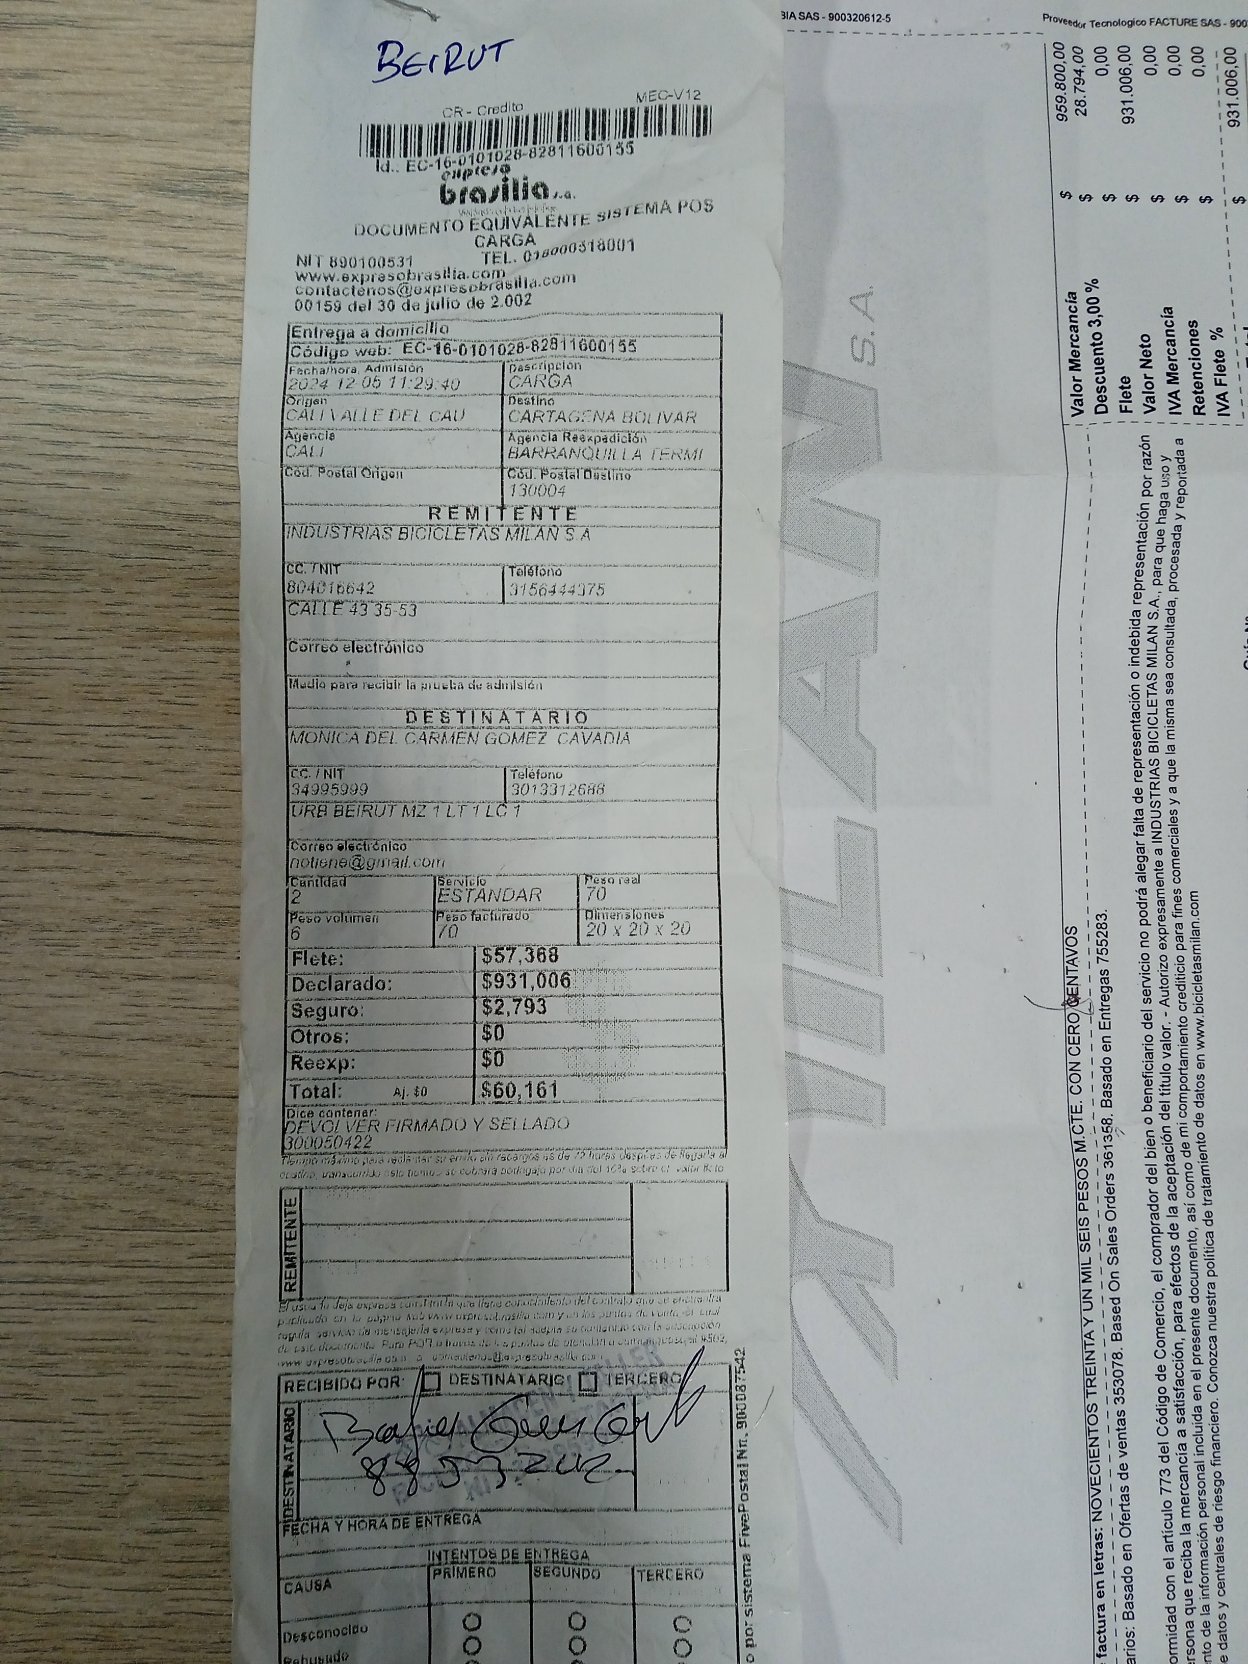 BEIRUT
CR - Credito MEC-V12
Id.: EC-16-0101028-82811600155
expreso
brasilia s.a.
DOCUMENTO EQUIVALENTE SISTEMA POS
CARGA
NIT 890100531 TEL. 018000518001
www.expresobrasilia.com
contactenos@expresobrasilia.com
00159 del 30 de julio de 2.002
Entrega a domicilio
Código web: EC-16-0101028-82811600155
Fecha/hora Admisión Descripción
2024 12 05 11:29:40 CARGA
Origen Destino
CALI VALLE DEL CAU CARTAGENA BOLIVAR
Agencia Agencia Reexpedición
CALI BARRANQUILLA TERMI
Cód. Postal Origen Cód. Postal Destino
130004
REMITENTE
INDUSTRIAS BICICLETAS MILAN S.A
CC. / NIT Teléfono
804016642 3156444375
CALLE 43 35-53
Correo electrónico
Medio para recibir la prueba de admisión
DESTINATARIO
MONICA DEL CARMEN GOMEZ CAVADIA
CC. / NIT Teléfono
34995999 3013312688
URB BEIRUT MZ 1 LT 1 LC 1
Correo electrónico
notiene@gmail.com
Cantidad Servicio Peso real
2 ESTANDAR 70
Peso volumen Peso facturado Dimensiones
6 70 20 x 20 x 20
Flete: $57,368
Declarado: $931,006
Seguro: $2,793
Otros: $0
Reexp: $0
Total: Aj. $0 $60,161
Dice contener:
DEVOLVER FIRMADO Y SELLADO
300050422
REMITENTE
RECIBIDO POR: DESTINATARIO TERCERO
DESTINATARIO
FECHA Y HORA DE ENTREGA
INTENTOS DE ENTREGA
CAUSA PRIMERO SEGUNDO TERCERO
Desconocido
Rehusado
o por: sistema FivePostal Nit. 900087542
BIA SAS - 900320612-5
Proveedor Tecnologico FACTURE SAS - 900
MILAN S.A.
Valor Mercancía $ 959.800,00
Descuento 3,00 % $ 28.794,00
Flete $ 0,00
Valor Neto $ 931.006,00
IVA Mercancía $ 0,00
Retenciones $ 0,00
IVA Flete % $ 0,00
$ 931.006,00
factura en letras: NOVECIENTOS TREINTA Y UN MIL SEIS PESOS M.CTE. CON CERO CENTAVOS
arios: Basado en Ofertas de ventas 353078. Based On Sales Orders 361358. Basado en Entregas 755283.
ormidad con el artículo 773 del Código de Comercio, el comprador del bien o beneficiario del servicio no podrá alegar falta de representación o indebida representación por razón
rsona que reciba la mercancía a satisfacción, para efectos de la aceptación del título valor. - Autorizo expresamente a INDUSTRIAS BICICLETAS MILAN S.A., para que haga uso y
nto de la información personal incluida en el presente documento, así como de mi comportamiento crediticio para fines comerciales y a que la misma sea consultada, procesada y reportada a
e datos y centrales de riesgo financiero. Conozca nuestra política de tratamiento de datos en www.bicicletasmilan.com